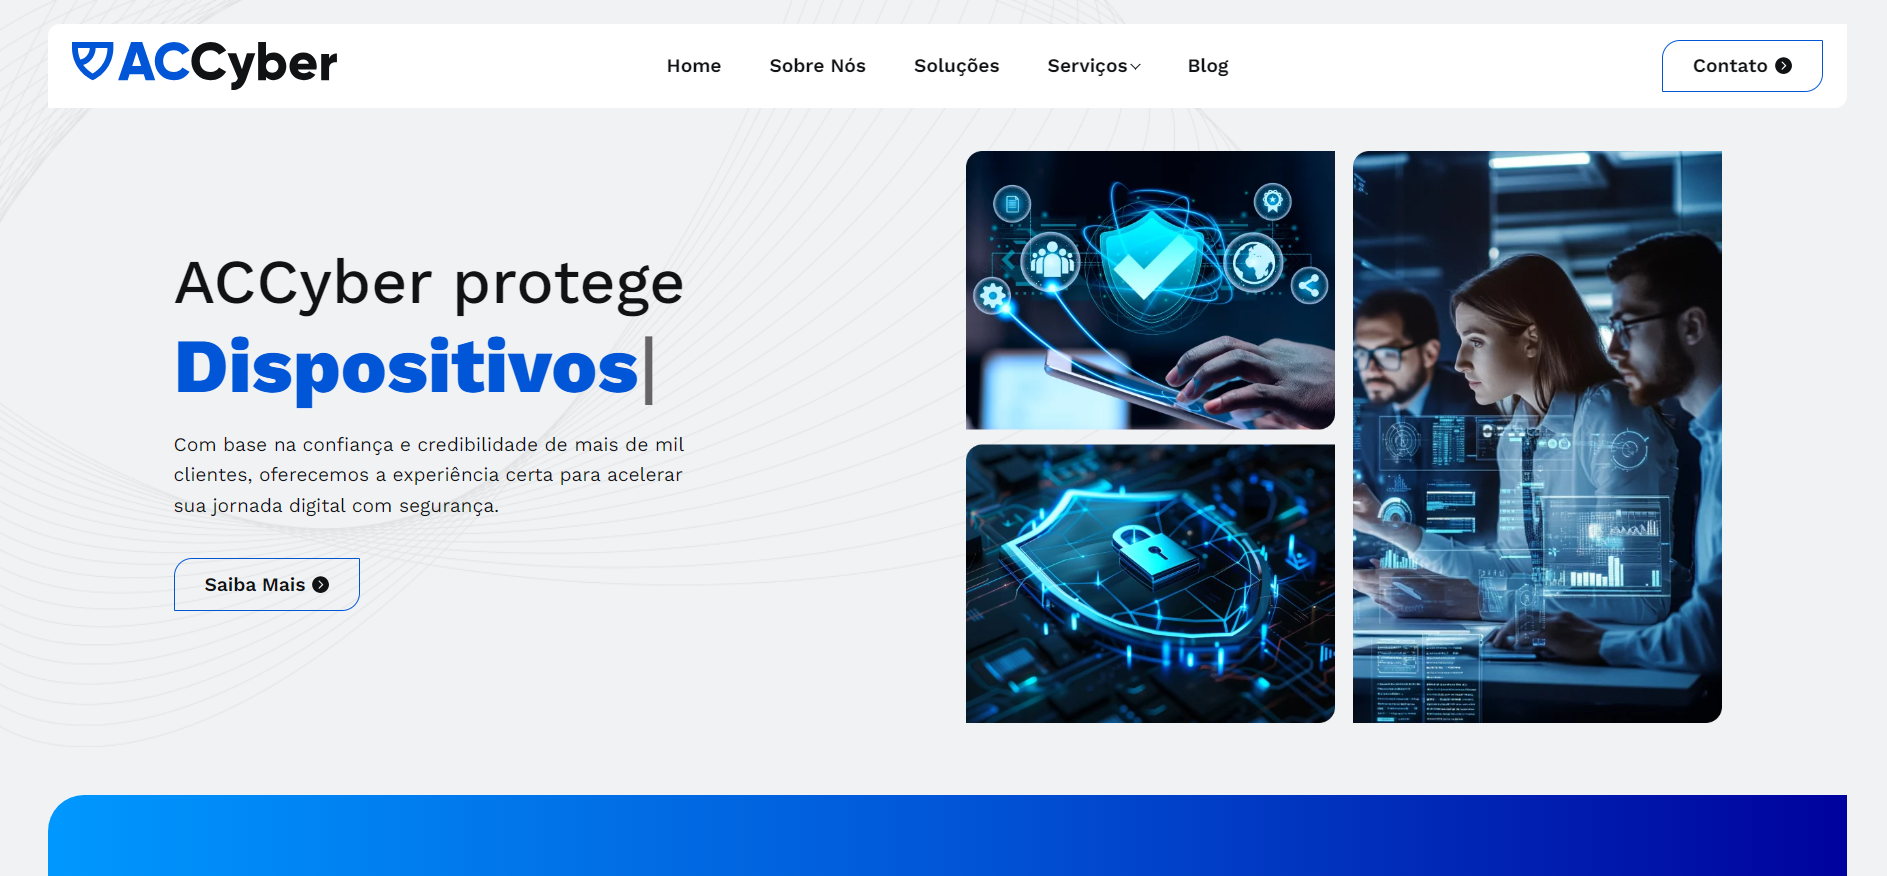 ACCyber
Home
Sobre Nós
Soluções
Serviços
Blog
Contato
ACCyber protege
Dispositivos|
Com base na confiança e credibilidade de mais de mil
clientes, oferecemos a experiência certa para acelerar
sua jornada digital com segurança.
Saiba Mais